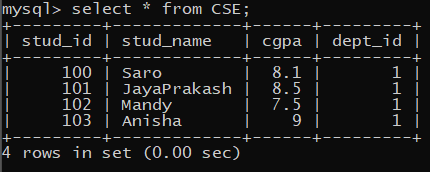 mysql> select * from CSE;
+---------+-------------+------+---------+
| stud_id | stud_name   | cgpa | dept_id |
+---------+-------------+------+---------+
|     100 | Saro        |  8.1 |       1 |
|     101 | JayaPrakash |  8.5 |       1 |
|     102 | Mandy       |  7.5 |       1 |
|     103 | Anisha      |    9 |       1 |
+---------+-------------+------+---------+
4 rows in set (0.00 sec)